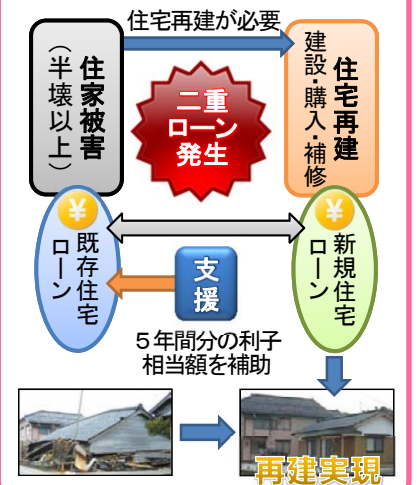 住宅再建が必要
住家被害
（半壊以上）
二重
ローン
発生
住宅再建
建設・購入・補修
¥
既存住宅
ローン
¥
新規住宅
ローン
支援
５年間分の利子
相当額を補助
再建実現